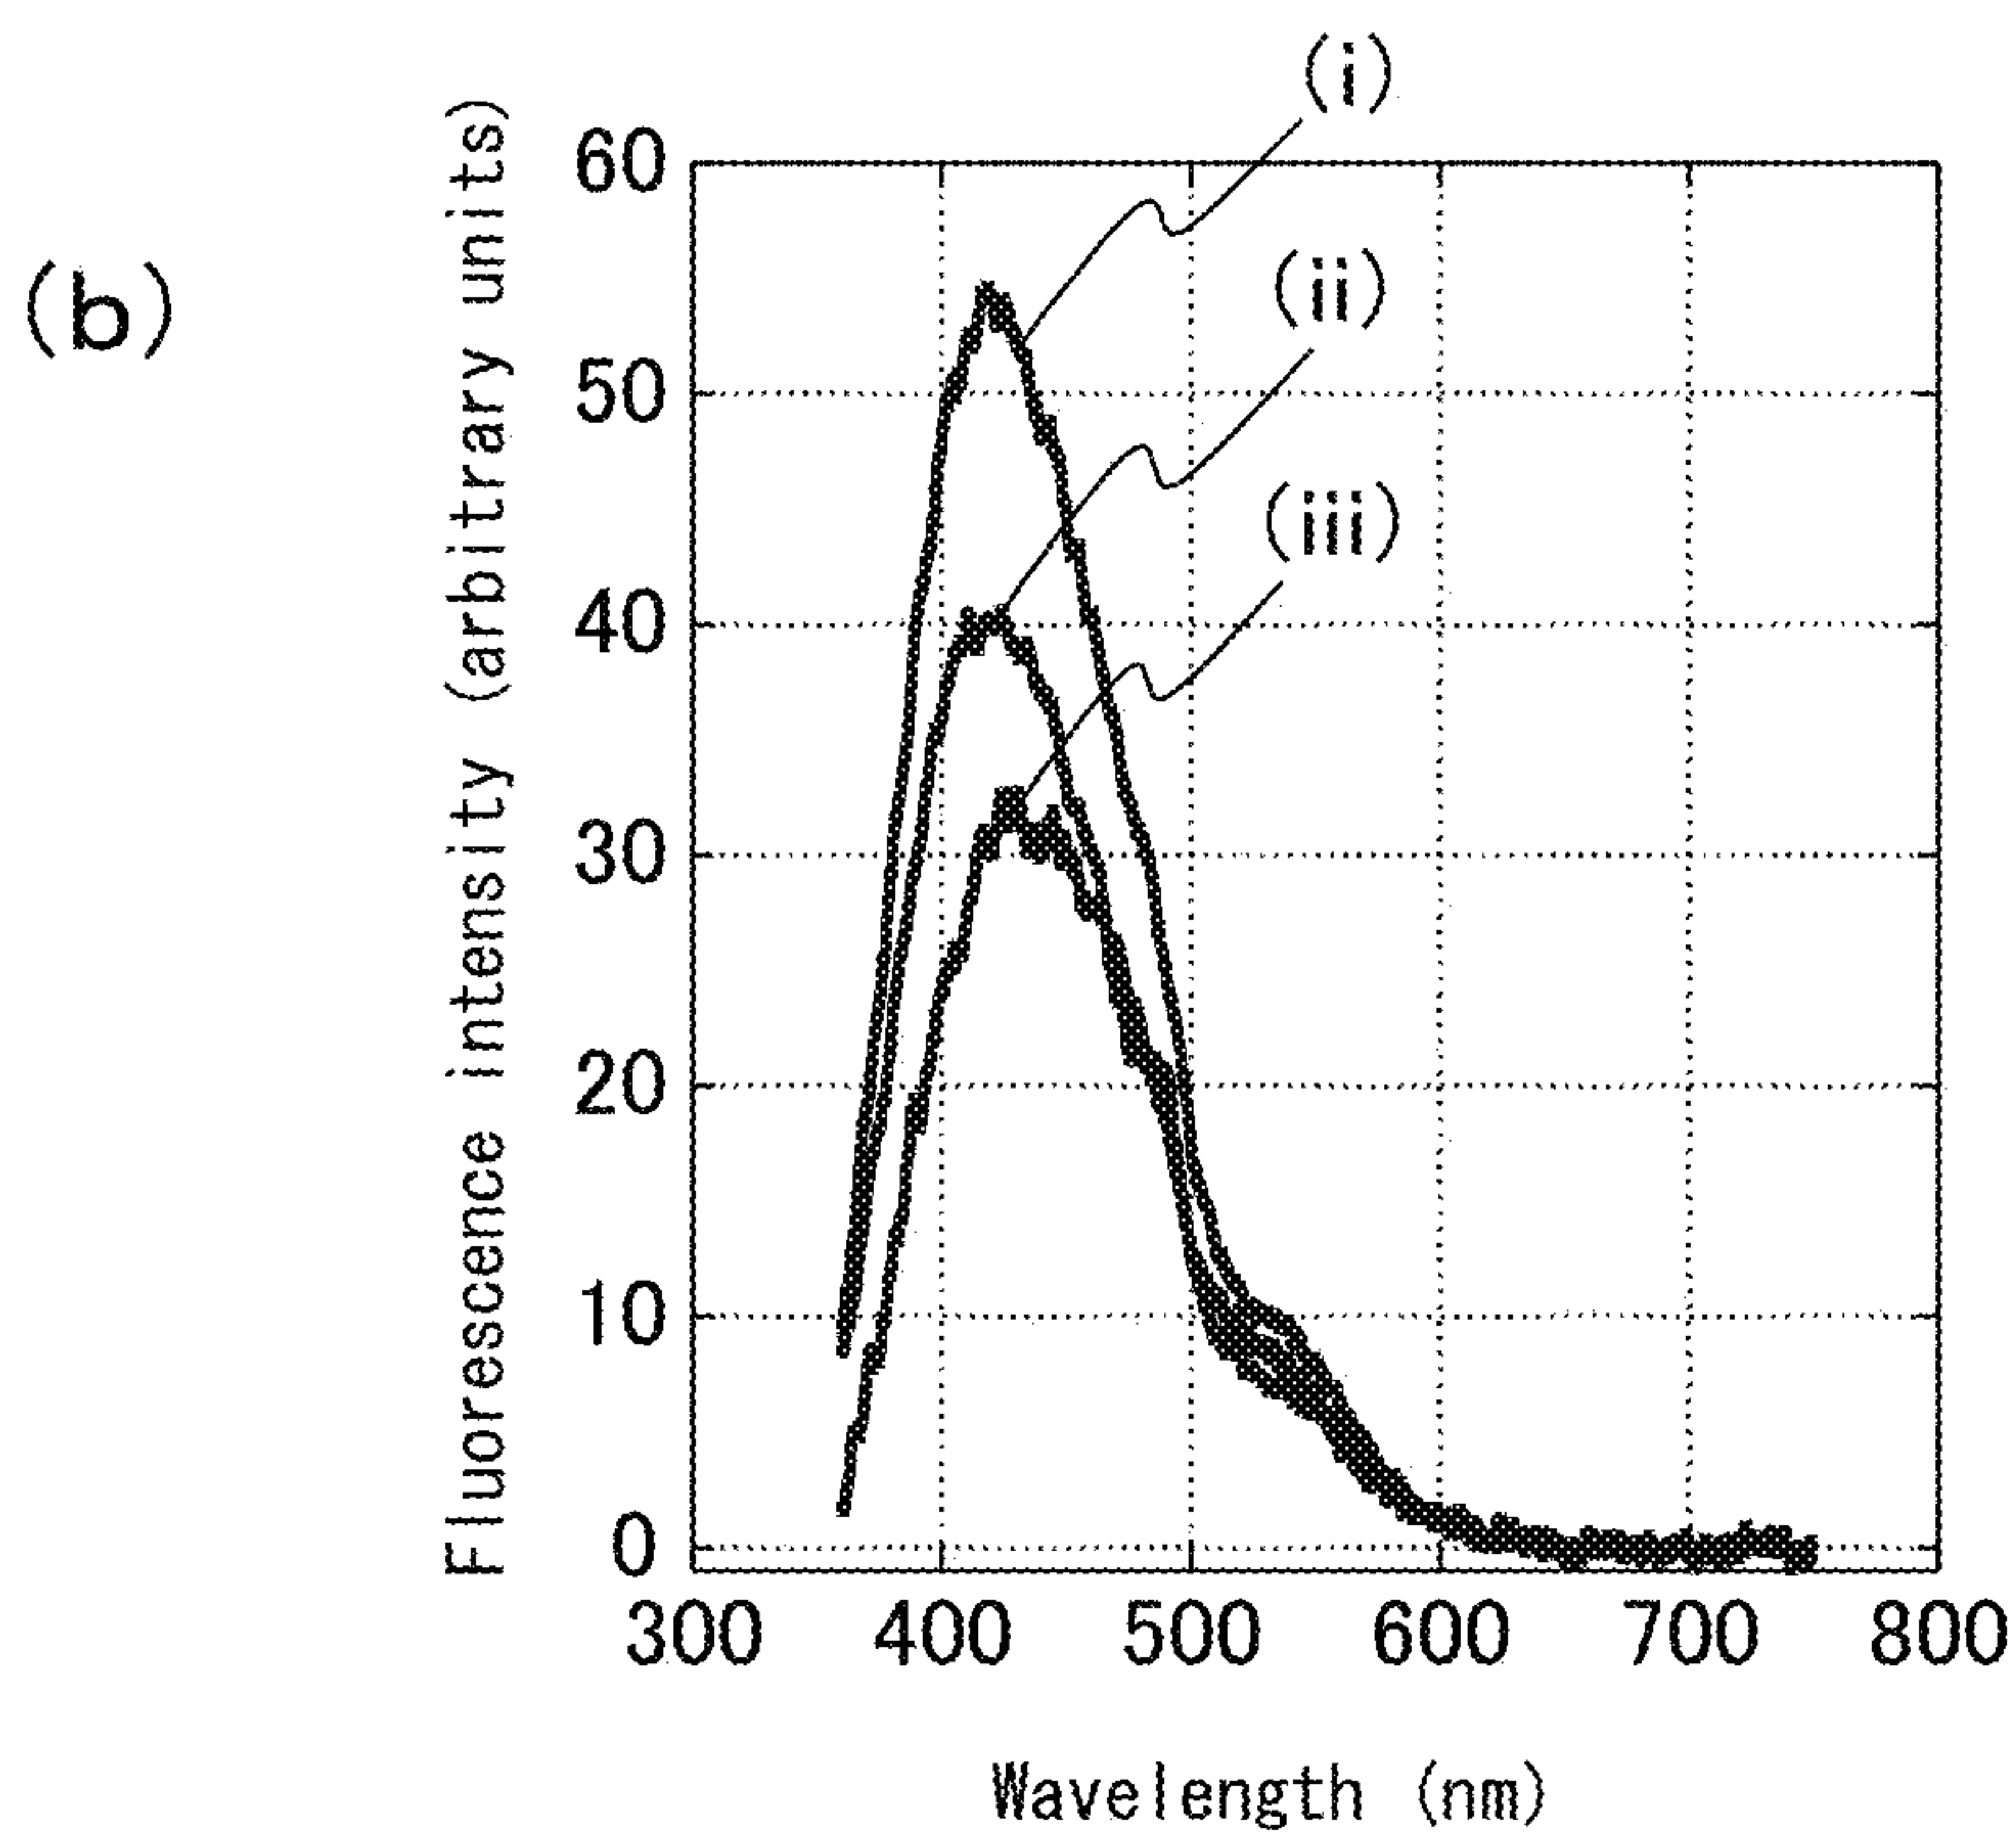 (b)
Fluorescence intensity (arbitrary units)
60
50
40
30
20
10
0
(i)
(ii)
(iii)
300 400 500 600 700 800
Wavelength (nm)